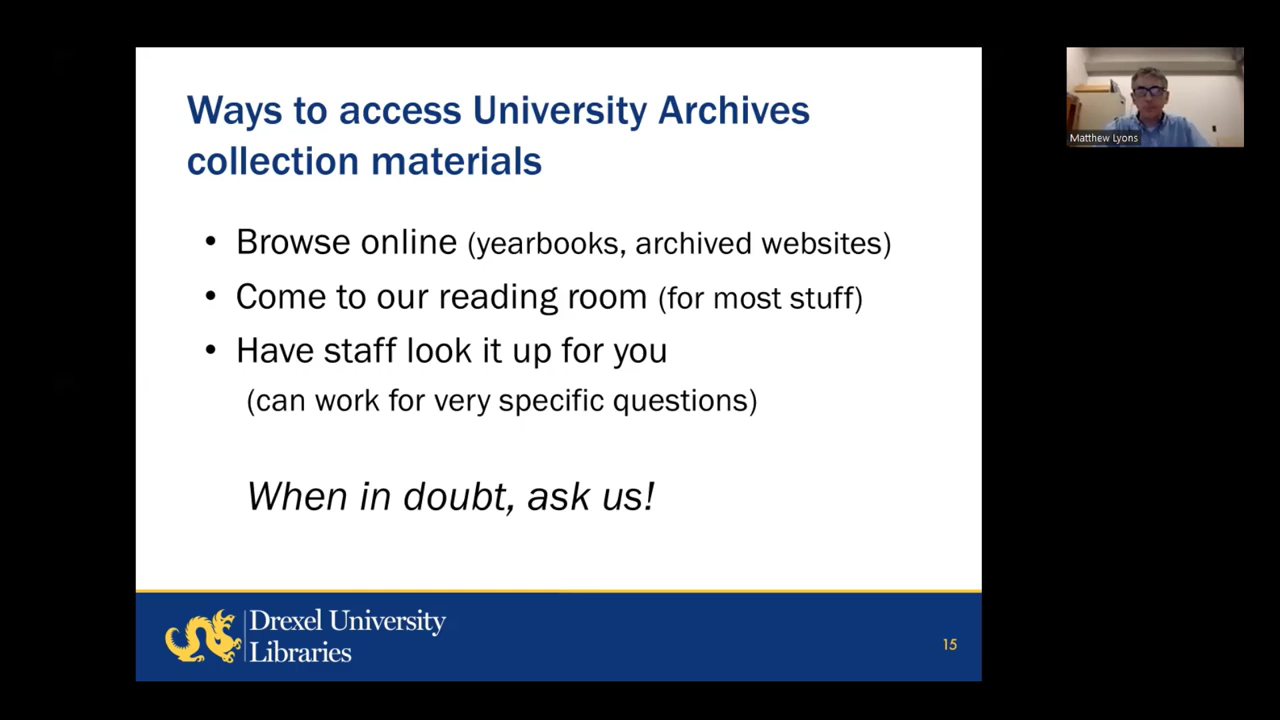 Ways to access University Archives
collection materials
• Browse online (yearbooks, archived websites)
• Come to our reading room (for most stuff)
• Have staff look it up for you
(can work for very specific questions)
When in doubt, ask us!
Drexel University
Libraries
15
Matthew Lyons